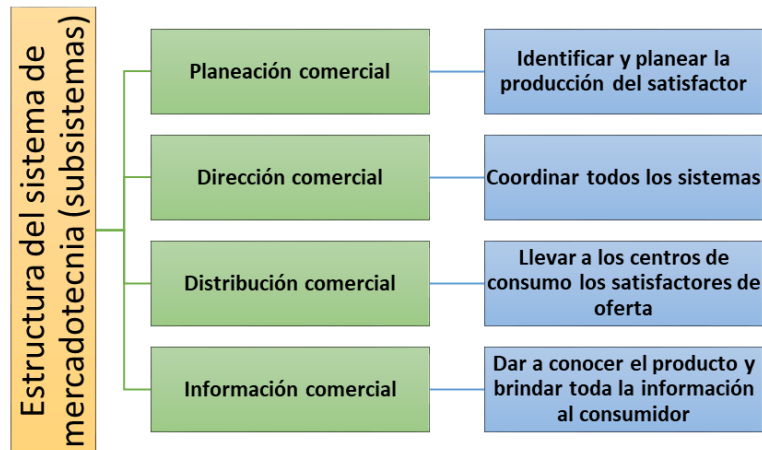 Estructura del sistema de
mercadotecnia (subsistemas)
Planeación comercial
Identificar y planear la
producción del satisfactor
Dirección comercial
Coordinar todos los sistemas
Distribución comercial
Llevar a los centros de
consumo los satisfactores de
oferta
Información comercial
Dar a conocer el producto y
brindar toda la información
al consumidor